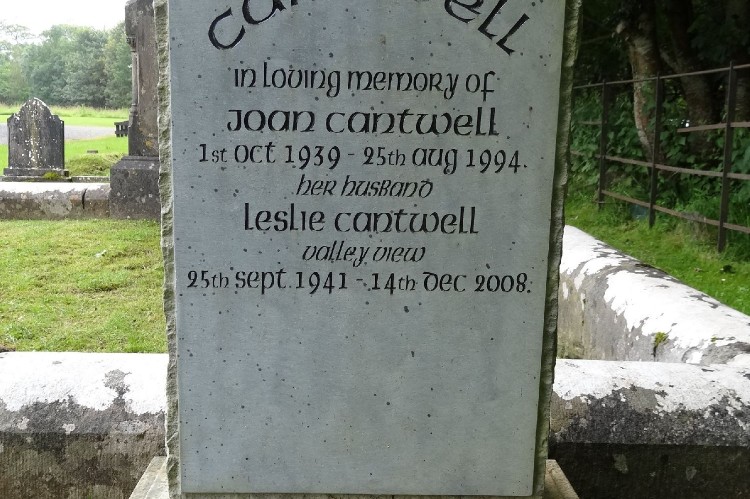 Cantwell
in loving memory of
Joan Cantwell
1st Oct 1939 - 25th Aug 1994.
her husband
Leslie Cantwell
Valley View
25th Sept. 1941 - 14th Dec 2008.